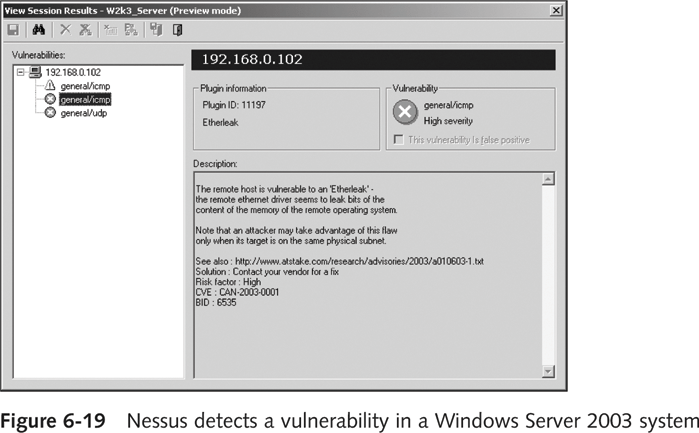 View Session Results - W2k3_Server (Preview mode)
Vulnerabilities:
192.168.0.102
general/icmp
general/icmp
general/udp
192.168.0.102
Plugin information
Plugin ID: 11197
Etherleak
Vulnerability
general/icmp
High severity
This vulnerability Is false positive
Description:
The remote host is vulnerable to an 'Etherleak' -
the remote ethernet driver seems to leak bits of the
content of the memory of the remote operating system.
Note that an attacker may take advantage of this flaw
only when its target is on the same physical subnet.
See also : http://www.atstake.com/research/advisories/2003/a010603-1.txt
Solution : Contact your vendor for a fix
Risk factor : High
CVE : CAN-2003-0001
BID : 6535
Figure 6-19 Nessus detects a vulnerability in a Windows Server 2003 system